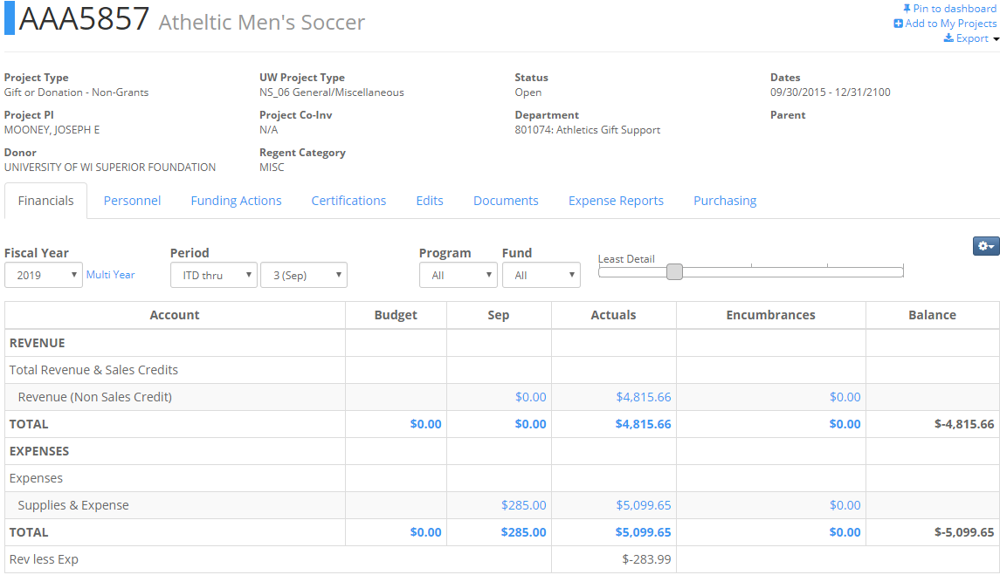 AAA5857 Atheltic Men's Soccer
Pin to dashboard
Add to My Projects
Export
Project Type UW Project Type Status Dates
Gift or Donation - Non-Grants NS_06 General/Miscellaneous Open 09/30/2015 - 12/31/2100
Project PI Project Co-Inv Department Parent
MOONEY, JOSEPH E N/A 801074: Athletics Gift Support
Donor Regent Category
UNIVERSITY OF WI SUPERIOR FOUNDATION MISC
Financials Personnel Funding Actions Certifications Edits Documents Expense Reports Purchasing
Fiscal Year Period Program Fund Least Detail
2019 Multi Year ITD thru 3 (Sep) All All
Account Budget Sep Actuals Encumbrances Balance
REVENUE
Total Revenue & Sales Credits
Revenue (Non Sales Credit) $0.00 $4,815.66 $0.00
TOTAL $0.00 $0.00 $4,815.66 $0.00 $-4,815.66
EXPENSES
Expenses
Supplies & Expense $285.00 $5,099.65 $0.00
TOTAL $0.00 $285.00 $5,099.65 $0.00 $-5,099.65
Rev less Exp $-283.99